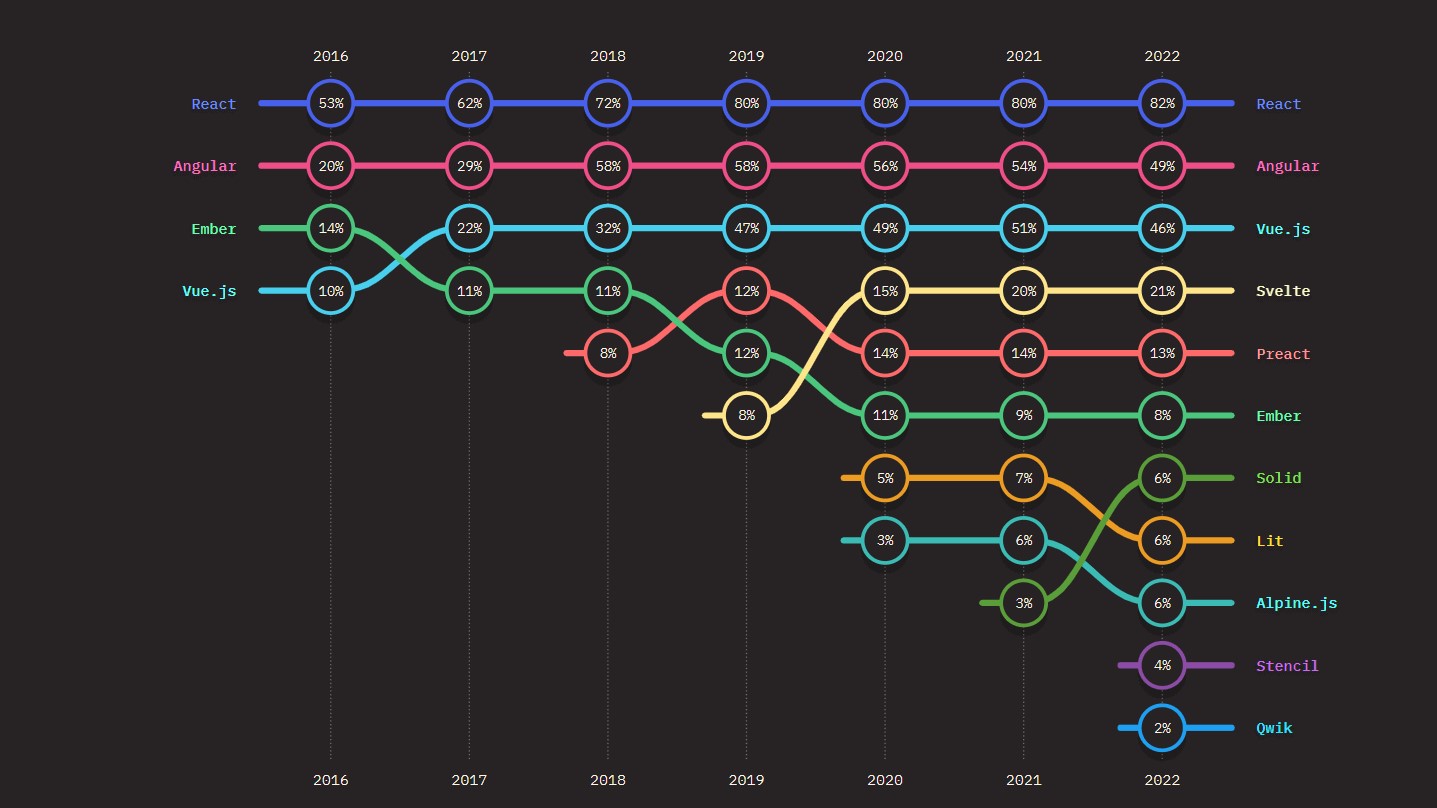 2016 2017 2018 2019 2020 2021 2022
React 53% 62% 72% 80% 80% 80% 82% React
Angular 20% 29% 58% 58% 56% 54% 49% Angular
Ember 14% 22% 32% 47% 49% 51% 46% Vue.js
Vue.js 10% 11% 11% 12% 15% 20% 21% Svelte
8% 12% 14% 14% 13% Preact
8% 11% 9% 8% Ember
5% 7% 6% Solid
3% 6% 6% Lit
3% 6% Alpine.js
4% Stencil
2% Qwik
2016 2017 2018 2019 2020 2021 2022